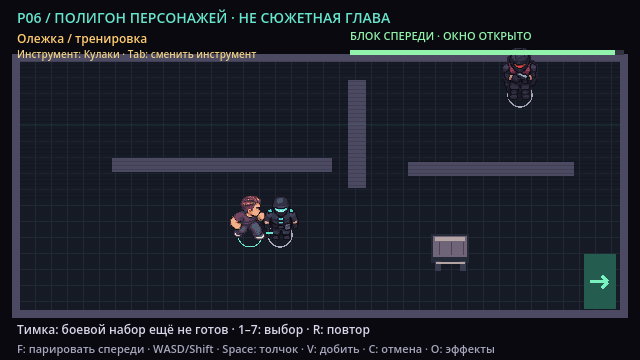 P06 / ПОЛИГОН ПЕРСОНАЖЕЙ · НЕ СЮЖЕТНАЯ ГЛАВА
Олежка / тренировка
БЛОК СПЕРЕДИ · ОКНО ОТКРЫТО
Инструмент: Кулаки · Tab: сменить инструмент
Тимка: боевой набор ещё не готов · 1–7: выбор · R: повтор
F: парировать спереди · WASD/Shift · Space: толчок · V: добить · C: отмена · O: эффекты